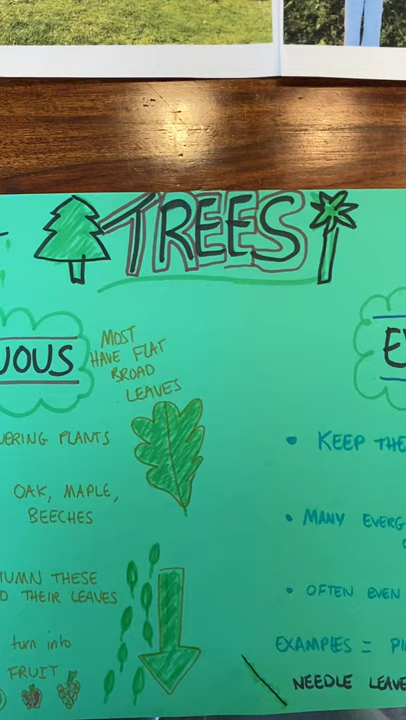 TREES
UOUS
MOST
HAVE FLAT
BROAD
LEAVES
ERING PLANTS
OAK, MAPLE,
BEECHES
TUMN THESE
THEIR LEAVES
turn into
FRUIT
E
• KEEP THE
• MANY EVERG
• OFTEN EVEN
EXAMPLES = PI
NEEDLE LEAVE